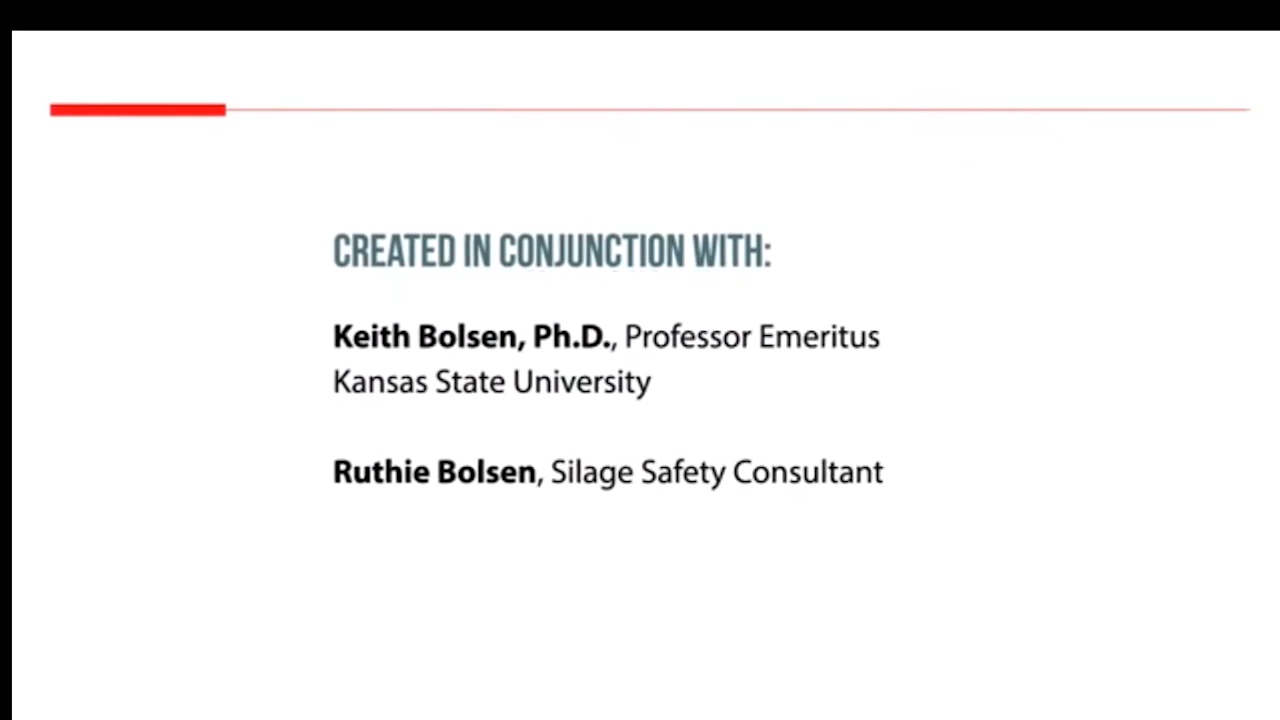 CREATED IN CONJUNCTION WITH:
Keith Bolsen, Ph.D., Professor Emeritus
Kansas State University
Ruthie Bolsen, Silage Safety Consultant